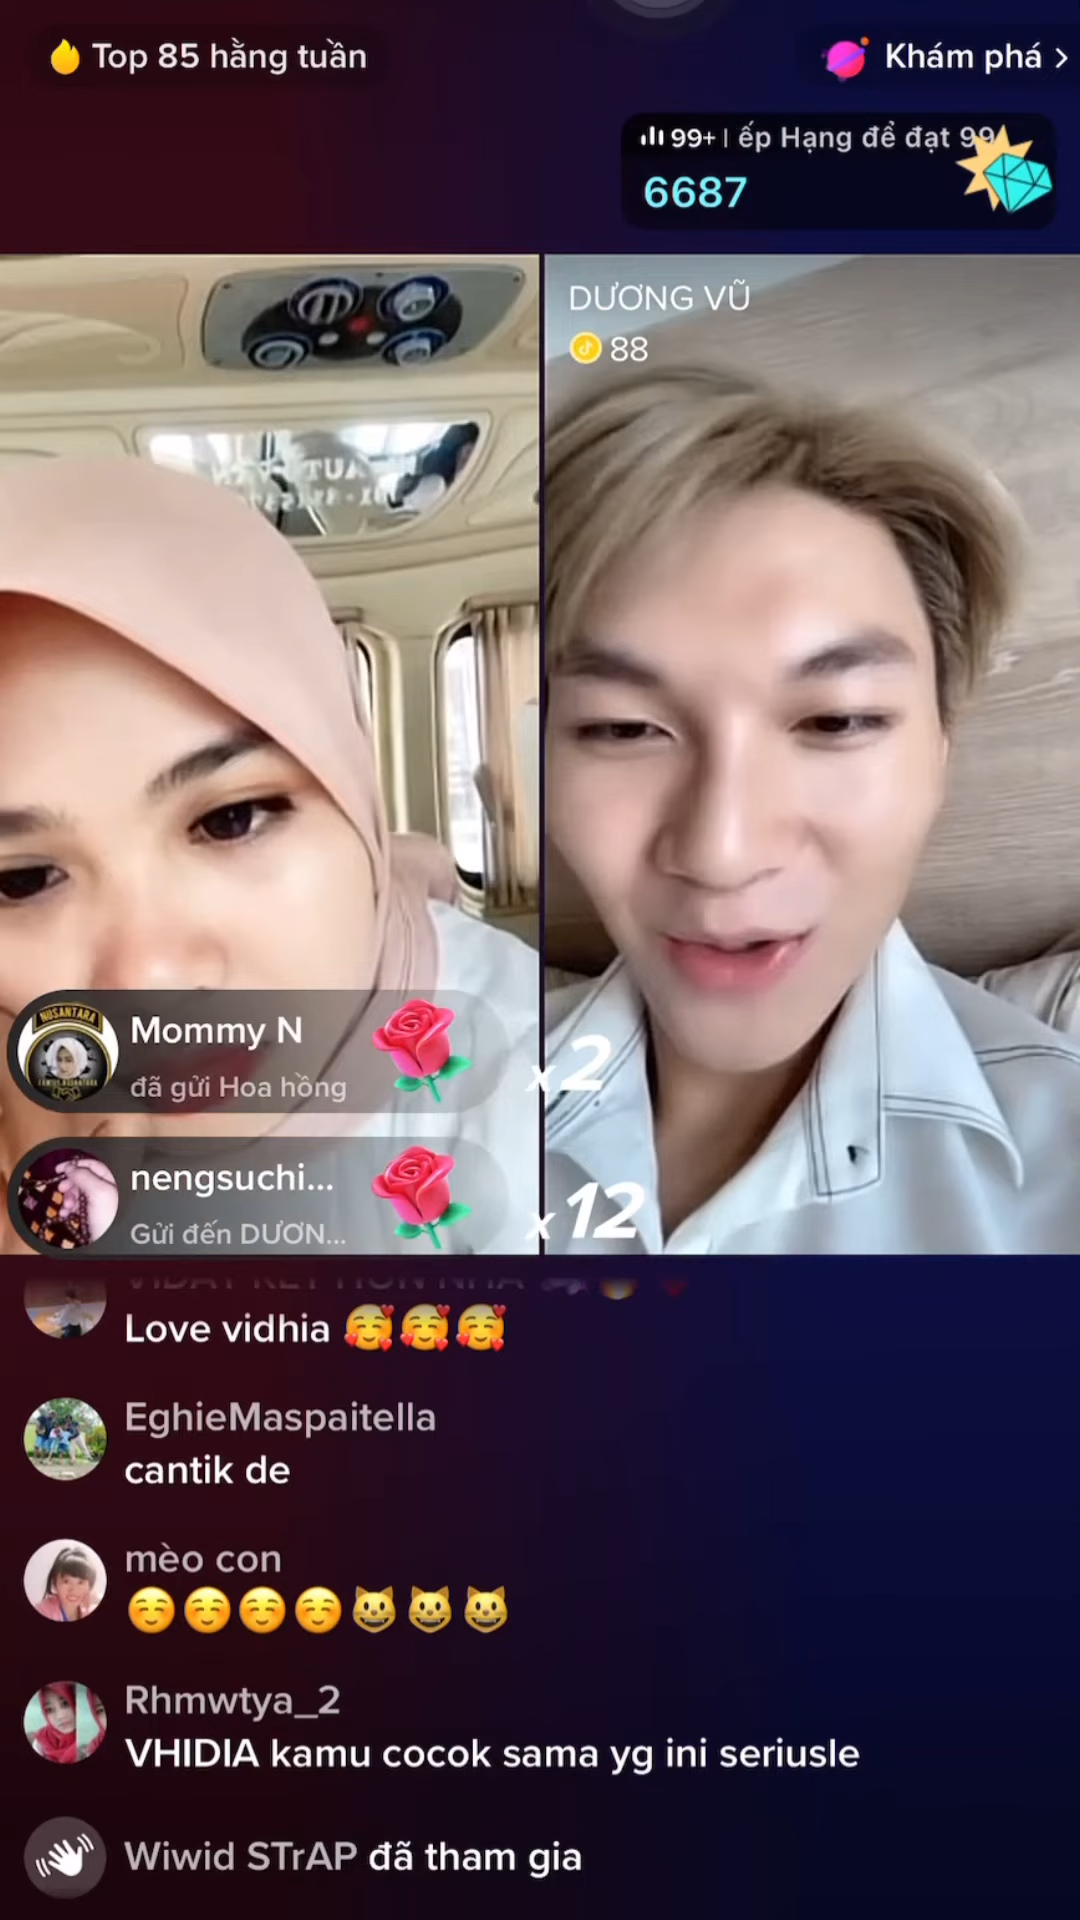 Top 85 hằng tuần
Khám phá >
99+ | ếp Hạng để đạt 99
6687
DƯƠNG VŨ
88
NUSANTARA
Mommy N
đã gửi Hoa hồng
x2
nengsuchi...
Gửi đến DƯƠN...
x12
Love vidhia 🥰🥰🥰
EghieMaspaitella
cantik de
mèo con
☺️☺️☺️☺️😺😺😺
Rhmwtya_2
VHIDIA kamu cocok sama yg ini seriusle
Wiwid STrAP đã tham gia